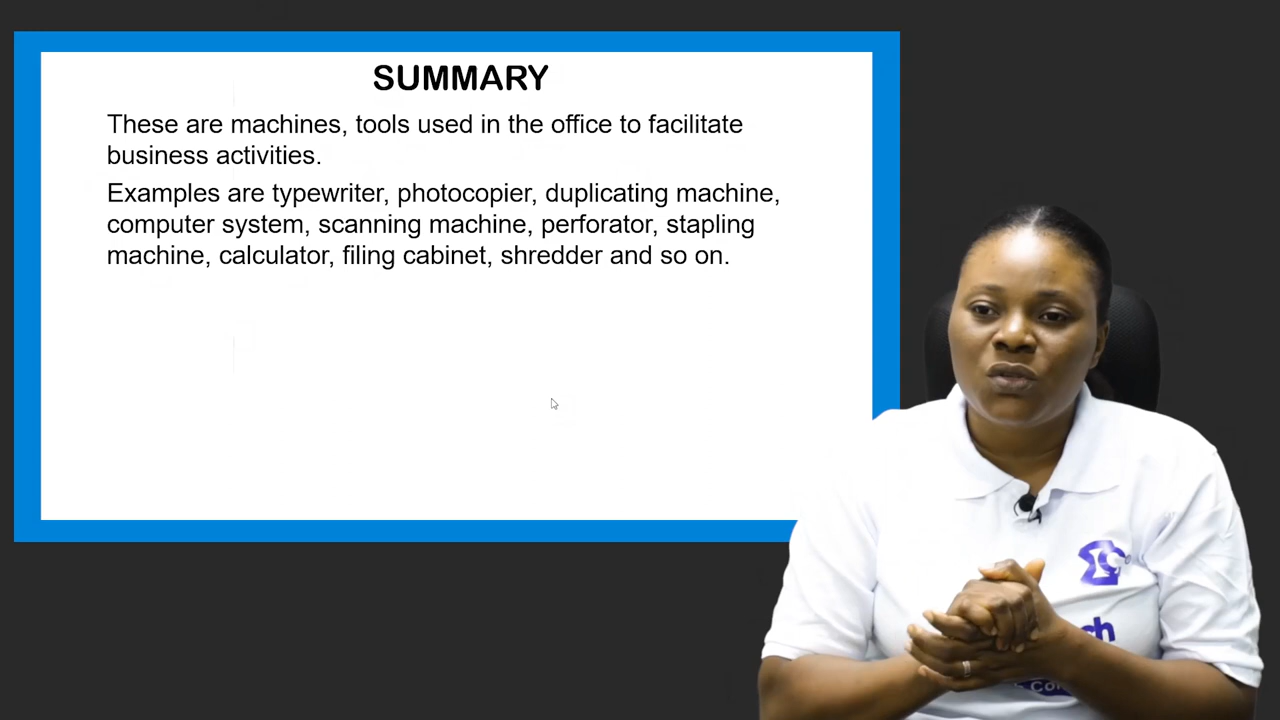 SUMMARY
These are machines, tools used in the office to facilitate
business activities.
Examples are typewriter, photocopier, duplicating machine,
computer system, scanning machine, perforator, stapling
machine, calculator, filing cabinet, shredder and so on.